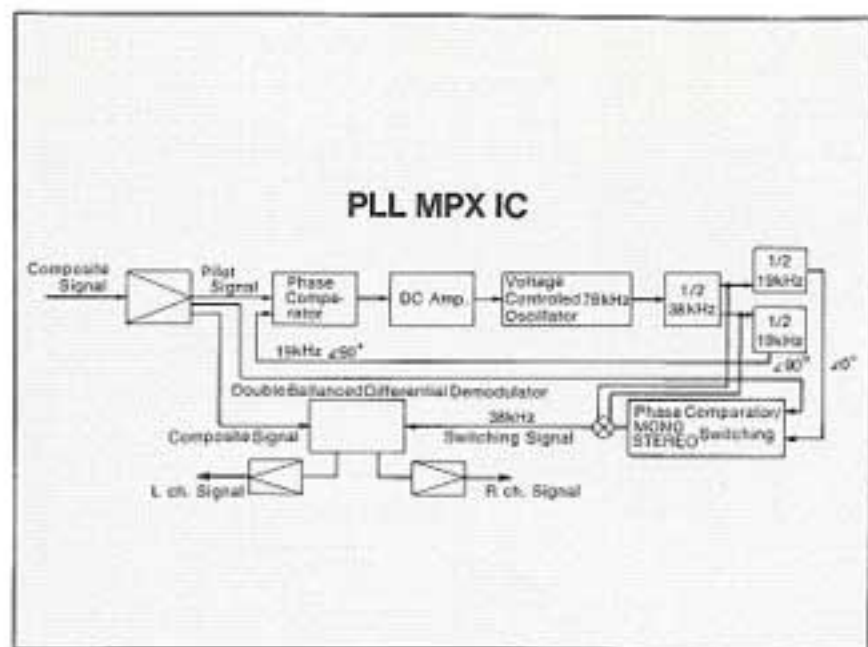 PLL MPX IC
Composite
Signal
Pilot
Signal
Phase
Compe-
rator
DC Amp.
Voltage
Controled 76kHz
Oscillator
1/2
38kHz
1/2
19kHz
1/2
19kHz
19kHz ∠90°
∠90°
∠0°
Double Ballanced Differential Demodulator
Composite Signal
38kHz
Switching Signal
Phase Comparator/
MONO
STEREO Switching
L ch. Signal
R ch. Signal